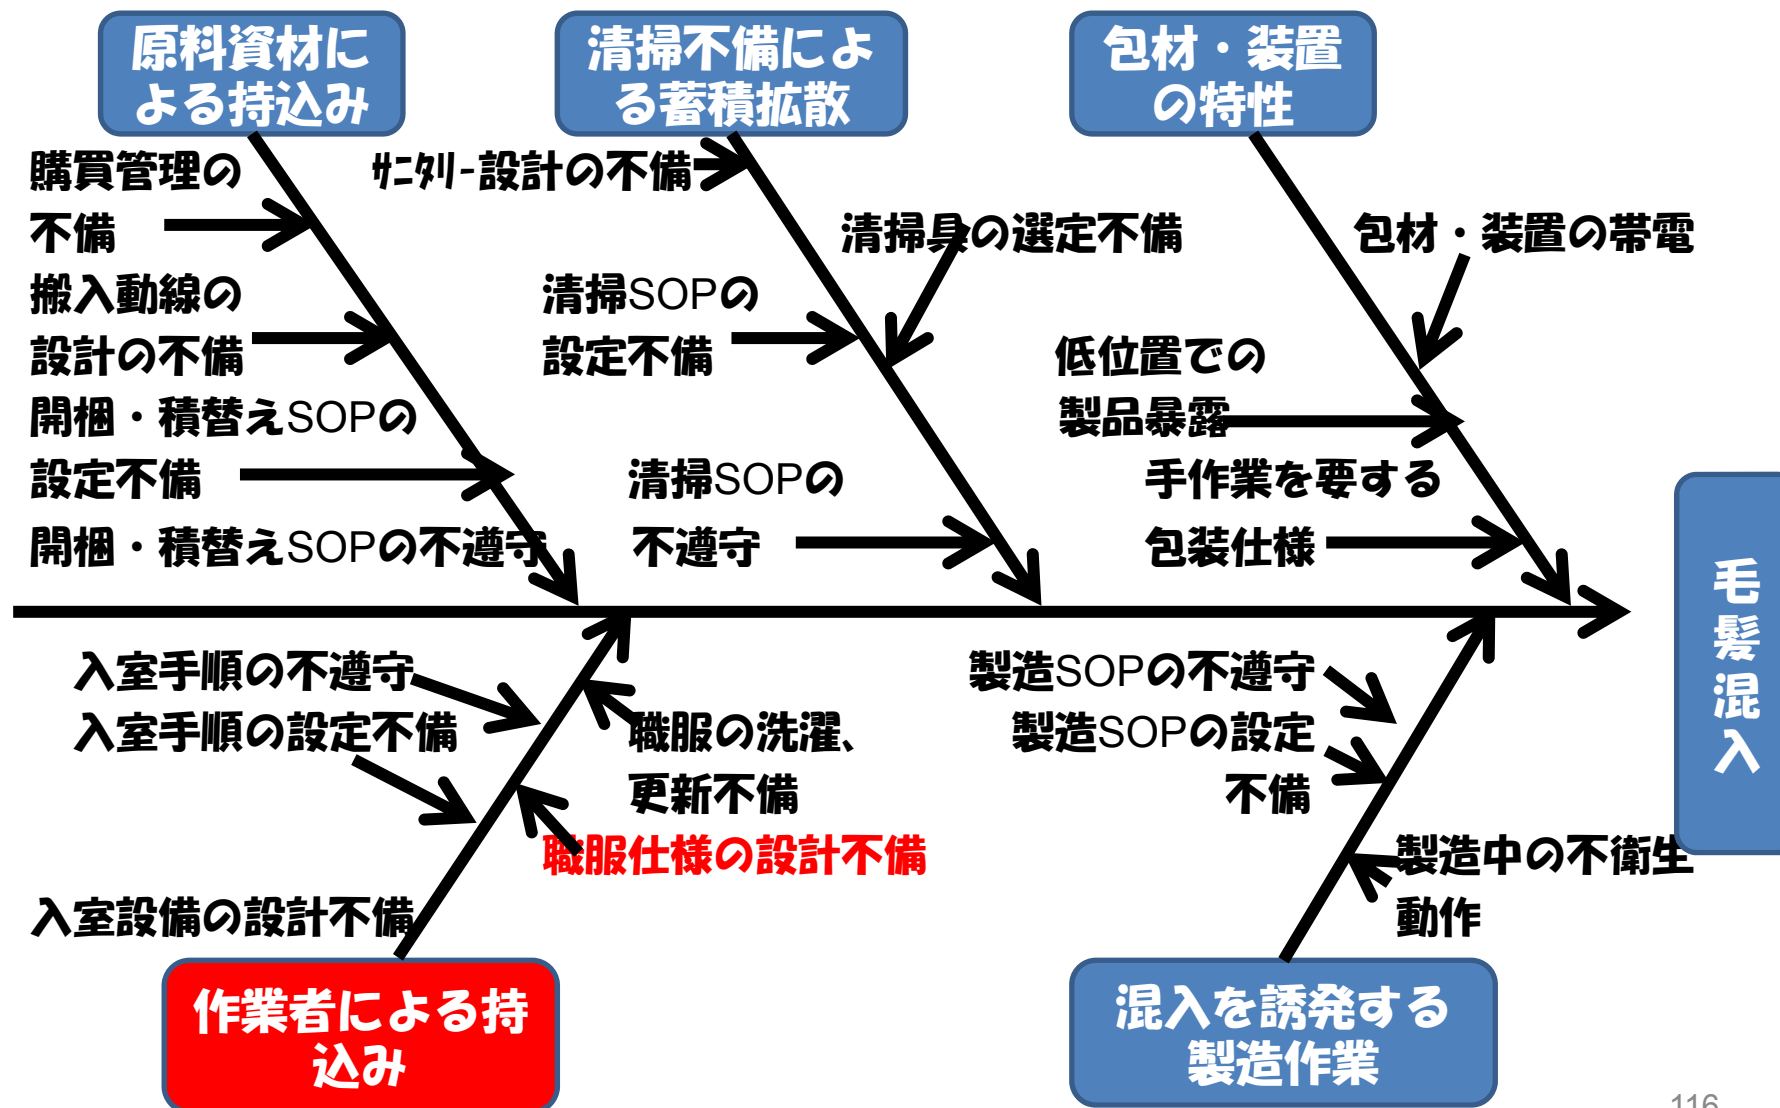 原料資材に
よる持込み
清掃不備によ
る蓄積拡散
包材・装置
の特性
購買管理の
不備
搬入動線の
設計の不備
開梱・積替えSOPの
設定不備
開梱・積替えSOPの不遵守
ｻﾆﾀﾘｰ設計の不備
清掃具の選定不備
清掃SOPの
設定不備
清掃SOPの
不遵守
包材・装置の帯電
低位置での
製品暴露
手作業を要する
包装仕様
毛髪混入
入室手順の不遵守
入室手順の設定不備
職服の洗濯、
更新不備
職服仕様の設計不備
入室設備の設計不備
製造SOPの不遵守
製造SOPの設定
不備
製造中の不衛生
動作
作業者による持
込み
混入を誘発する
製造作業
116